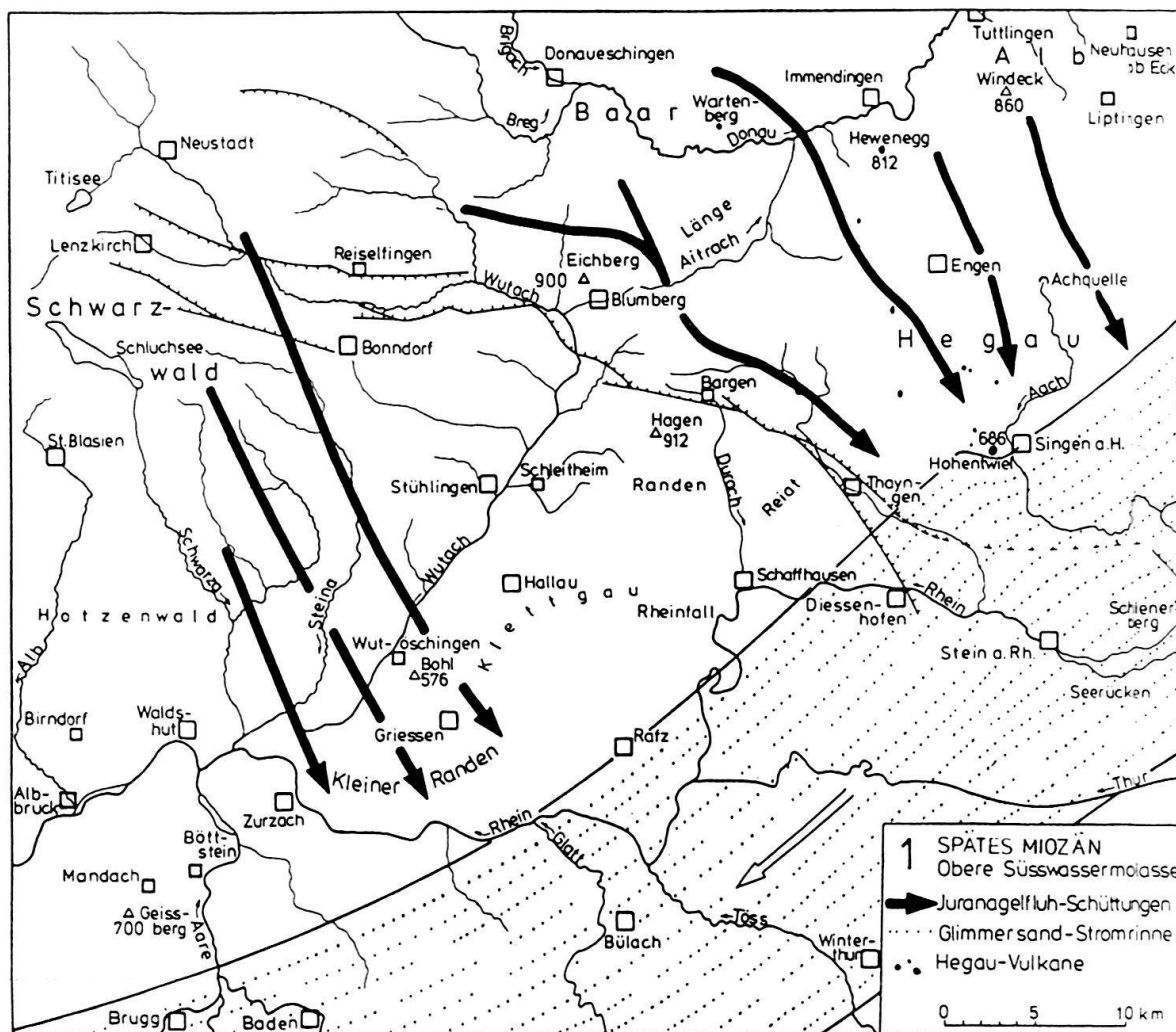 Brigach
Donaueschingen
Tuttlingen
A l b
Neuhausen
ob Eck
Immendingen
Windeck
860
Liptingen
Breg
B a a r
Warten-
berg
Donau
Hewenegg
812
Neustadt
Titisee
Lenzkirch
Reiselfingen
Länge
Aitrach
Eichberg
900
Blumberg
Wutach
Engen
Achquelle
Schwarz-
wald
Schluchsee
Bonndorf
H e g a u
Bargen
Aach
St. Blasien
Hagen
912
686
Singen a.H.
Hohentwiel
Stühlingen
Schleitheim
Randen
Durach
Reiat
Thayn-
gen
Schwarza
Steina
Wutach
Hallau
Klettgau
Schaffhausen
Rheinfall
Diessen-
hofen
Rhein
Hotzenwald
Schiener-
berg
Stein a. Rh.
Seerücken
Alb
Wut-öschingen
Bohl
576
Birndorf
Walds-
hut
Griessen
Rafz
Kleiner Randen
Alb-
bruck
Zurzach
Rhein
Thur
Glatt
Bött-
stein
Mandach
Geiss-
700 berg
Aare
Bülach
Töss
Winter-
thur
Brugg
Baden
1 SPÄTES MIOZÄN
Obere Süsswassermolasse
Juranagelfluh-Schüttungen
Glimmersand-Stromrinne
Hegau-Vulkane
0 5 10 km